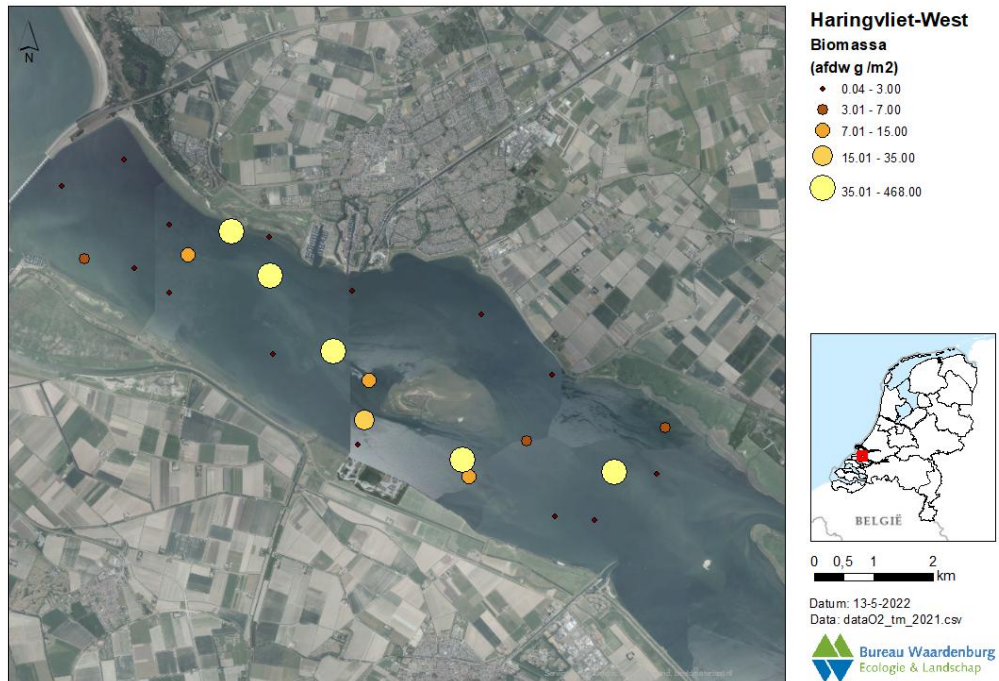 N
Haringvliet-West
Biomassa
(afdw g /m2)
0.04 - 3.00
3.01 - 7.00
7.01 - 15.00
15.01 - 35.00
35.01 - 468.00
BELGIË
0 0,5 1 2
km
Datum: 13-5-2022
Data: dataO2_tm_2021.csv
Bureau Waardenburg
Ecologie & Landschap